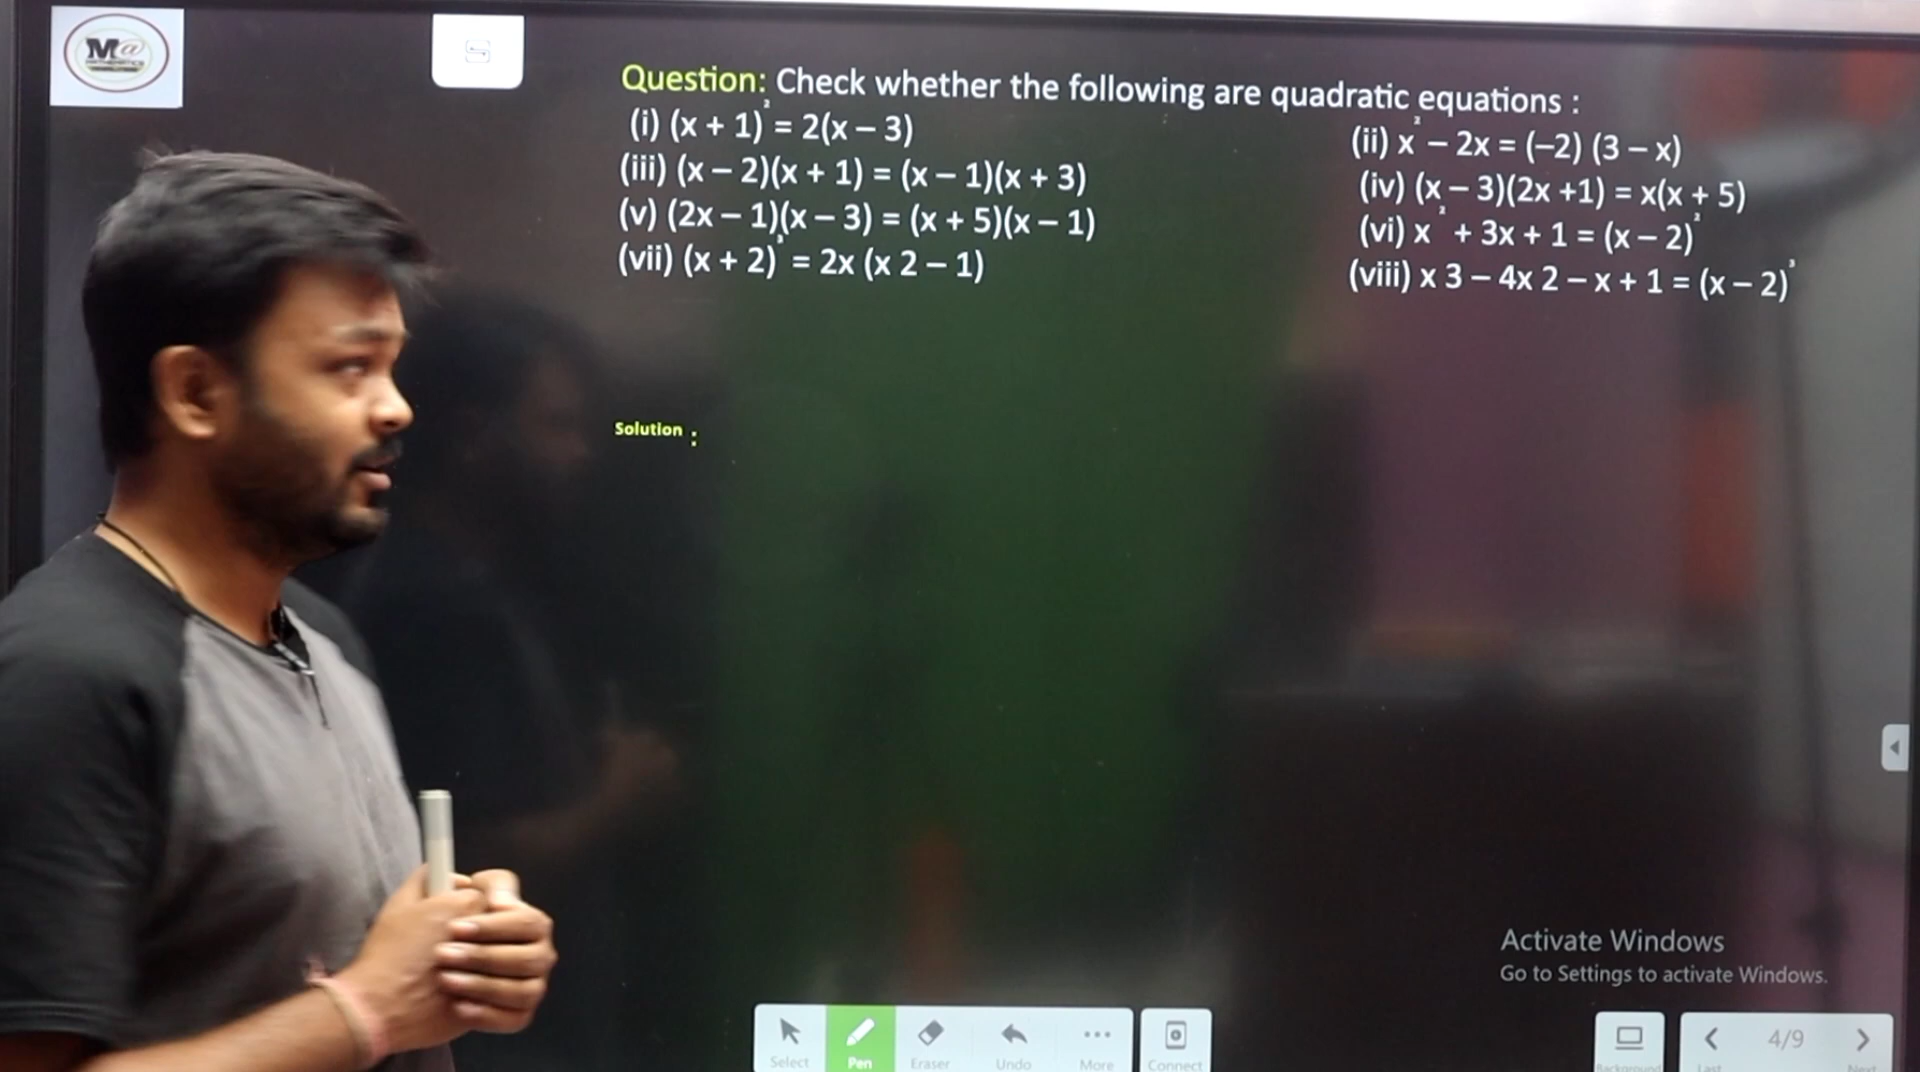 M@
Question: Check whether the following are quadratic equations :
(i) (x + 1)² = 2(x – 3)
(ii) x² – 2x = (–2) (3 – x)
(iii) (x – 2)(x + 1) = (x – 1)(x + 3)
(iv) (x – 3)(2x +1) = x(x + 5)
(v) (2x – 1)(x – 3) = (x + 5)(x – 1)
(vi) x² + 3x + 1 = (x – 2)²
(vii) (x + 2)³ = 2x (x 2 – 1)
(viii) x 3 – 4x 2 – x + 1 = (x – 2)³
Solution :
Activate Windows
Go to Settings to activate Windows.
Select
Pen
Eraser
Undo
More
Connect
Background
Last
4/9
Next